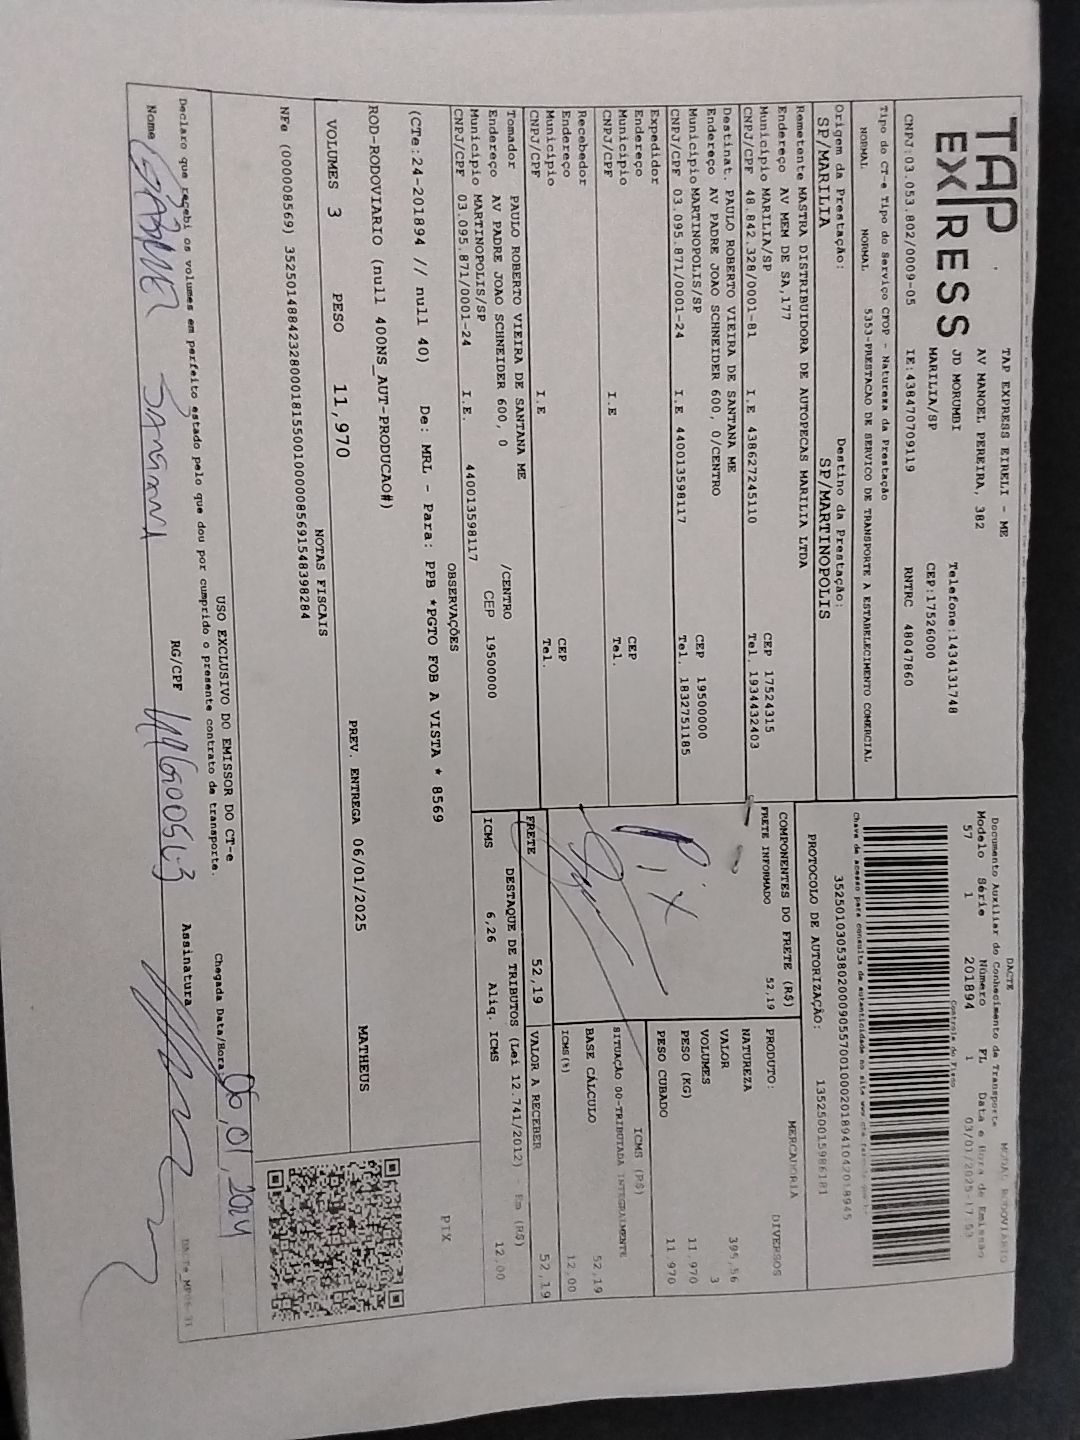 TAP
EXPRESS
TAP EXPRESS EIRELI - ME
AV MANOEL PEREIRA, 382
JD MORUMBI
MARILIA/SP
Telefone:1434131748
CEP:17526000
CNPJ:03.053.802/0009-05 IE:438470709119 RNTRC 48047860
Tipo do CT-e Tipo do Serviço CFOP - Natureza da Prestação
NORMAL NORMAL 5353-PRESTACAO DE SERVICO DE TRANSPORTE A ESTABELECIMENTO COMERCIAL
Origem da Prestação: Destino da Prestação:
SP/MARILIA SP/MARTINOPOLIS
Remetente MASTRA DISTRIBUIDORA DE AUTOPECAS MARILIA LTDA
Endereço AV MEM DE SA,177
Município MARILIA/SP CEP 17524315
CNPJ/CPF 48.842.328/0001-81 I.E 438627245110 Tel. 1934432403
Destinat. PAULO ROBERTO VIEIRA DE SANTANA ME
Endereço AV PADRE JOAO SCHNEIDER 600, 0/CENTRO
Município MARTINOPOLIS/SP CEP 19500000
CNPJ/CPF 03.095.871/0001-24 I.E 440013598117 Tel. 1832751185
Expedidor
Endereço
Município CEP
CNPJ/CPF I.E Tel.
Recebedor
Endereço
Município CEP
CNPJ/CPF I.E Tel.
Tomador PAULO ROBERTO VIEIRA DE SANTANA ME
Endereço AV PADRE JOAO SCHNEIDER 600, 0 /CENTRO
Município MARTINOPOLIS/SP CEP 19500000
CNPJ/CPF 03.095.871/0001-24 I.E. 440013598117
DACTE MODAL RODOVIÁRIO
Documento Auxiliar do Conhecimento de Transporte
Modelo Série Número FL Data e Hora de Emissão
57 1 201894 1 03/01/2025-17:53
Controle do Fisco
Chave de acesso para consulta de autenticidade no site
PROTOCOLO DE AUTORIZAÇÃO: 135250015986181
COMPONENTES DO FRETE (R$)
FRETE INFORMADO 52,19
Pix
PRODUTO: MERCADORIA
NATUREZA DIVERSOS
VALOR 395,56
VOLUMES 3
PESO (KG) 11,970
PESO CUBADO 11,970
ICMS (R$)
SITUAÇÃO 00-TRIBUTADA INTEGRALMENTE
BASE CÁLCULO 52,19
ICMS(%) 12,00
FRETE 52,19 VALOR A RECEBER 52,19
DESTAQUE DE TRIBUTOS (Lei 12.741/2012) - Em (R$)
ICMS 6,26 Aliq. ICMS 12,00
OBSERVAÇÕES
(CTe:24-201894 // null 40) De: MRL - Para: PPB *PGTO FOB A VISTA * 8569
PIX
ROD-RODOVIARIO (null 400NS_AUT-PRODUCAO#)
VOLUMES 3 PESO 11,970 PREV. ENTREGA 06/01/2025 MATHEUS
NOTAS FISCAIS
NFe (000008569) 35250148842328000181550010000085691548398284
USO EXCLUSIVO DO EMISSOR DO CT-e
Declaro que recebi os volumes em perfeito estado pelo que dou por cumprido o presente contrato de transporte.
Chegada Data/Hora 06,01,2024
Nome RG/CPF Assinatura